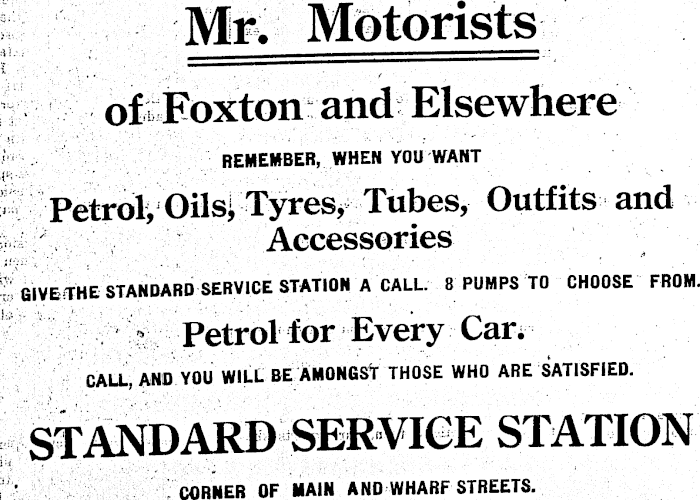 Mr. Motorists
of Foxton and Elsewhere
REMEMBER, WHEN YOU WANT
Petrol, Oils, Tyres, Tubes, Outfits and
Accessories
GIVE THE STANDARD SERVICE STATION A CALL. 8 PUMPS TO CHOOSE FROM.
Petrol for Every Car.
CALL, AND YOU WILL BE AMONGST THOSE WHO ARE SATISFIED.
STANDARD SERVICE STATION
CORNER OF MAIN AND WHARF STREETS.